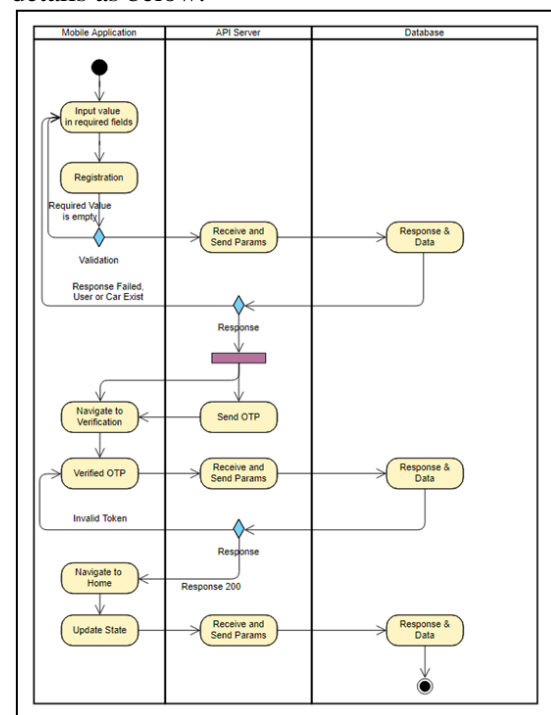 details as below.
Mobile Application
API Server
Database
Input value
in required fields
Registration
Required Value
is empty
Validation
Receive and
Send Params
Response &
Data
Response Failed,
User or Car Exist
Response
Navigate to
Verification
Send OTP
Verified OTP
Receive and
Send Params
Response &
Data
Invalid Token
Response
Navigate to
Home
Response 200
Update State
Receive and
Send Params
Response &
Data